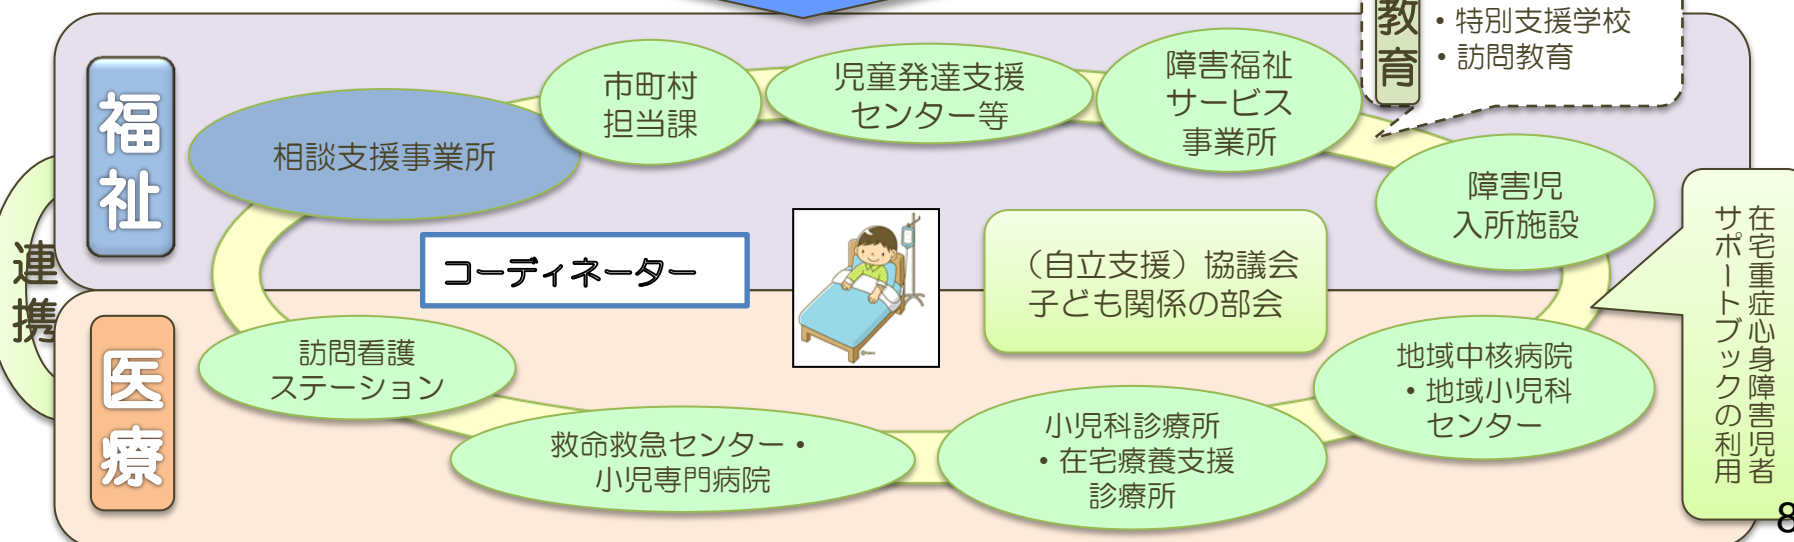 教育
・特別支援学校
・訪問教育
福祉
相談支援事業所
市町村
担当課
児童発達支援
センター等
障害福祉
サービス
事業所
障害児
入所施設
連携
コーディネーター
（自立支援）協議会
子ども関係の部会
在宅重症心身障害児者
サポートブックの利用
医療
訪問看護
ステーション
救命救急センター・
小児専門病院
小児科診療所
・在宅療養支援
診療所
地域中核病院
・地域小児科
センター
8